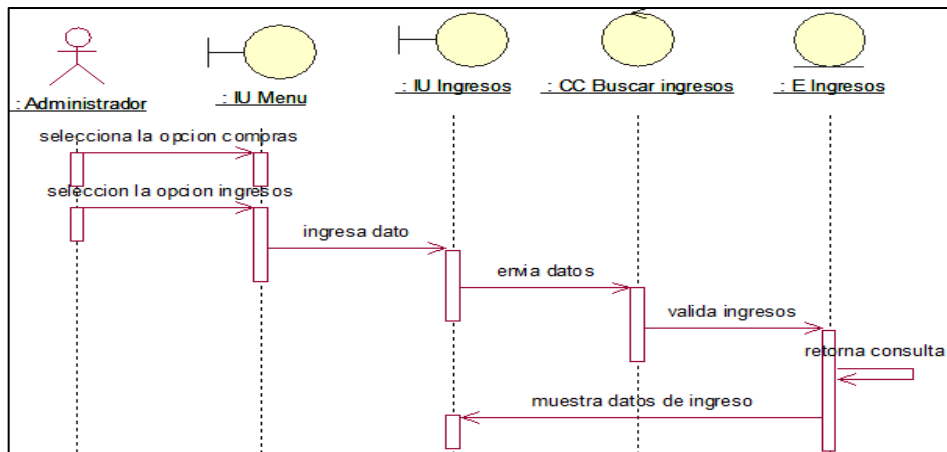 : Administrador
: IU Menu
: IU Ingresos
: CC Buscar ingresos
: E Ingresos
selecciona la opcion compras
seleccion la opcion ingresos
ingresa dato
envia datos
valida ingresos
retorna consulta
muestra datos de ingreso